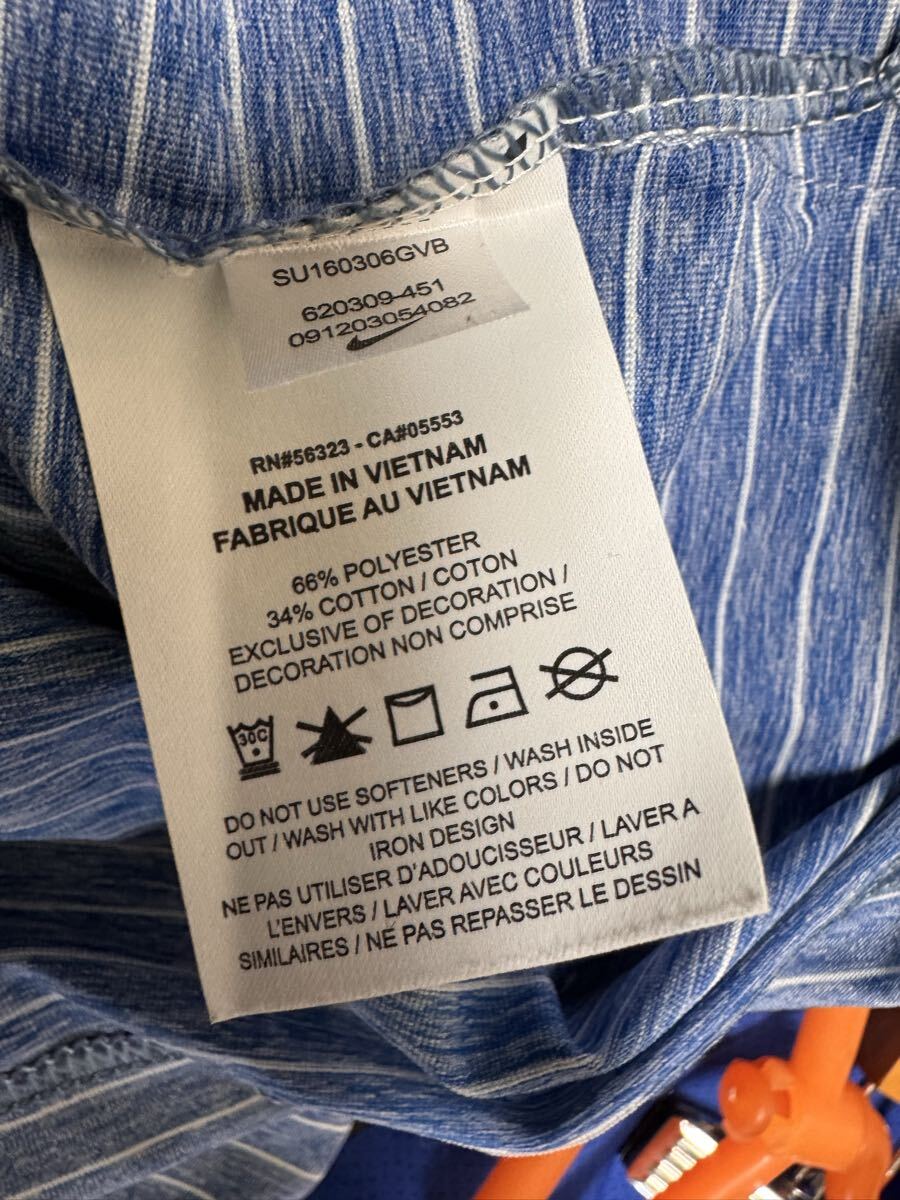 SU160306GVB
620309-451
091203054082
RN#56323 - CA#05553
MADE IN VIETNAM
FABRIQUE AU VIETNAM
66% POLYESTER
34% COTTON / COTON
EXCLUSIVE OF DECORATION /
DECORATION NON COMPRISE
30C
DO NOT USE SOFTENERS / WASH INSIDE
OUT / WASH WITH LIKE COLORS / DO NOT
IRON DESIGN
NE PAS UTILISER D'ADOUCISSEUR / LAVER A
L'ENVERS / LAVER AVEC COULEURS
SIMILAIRES / NE PAS REPASSER LE DESSIN